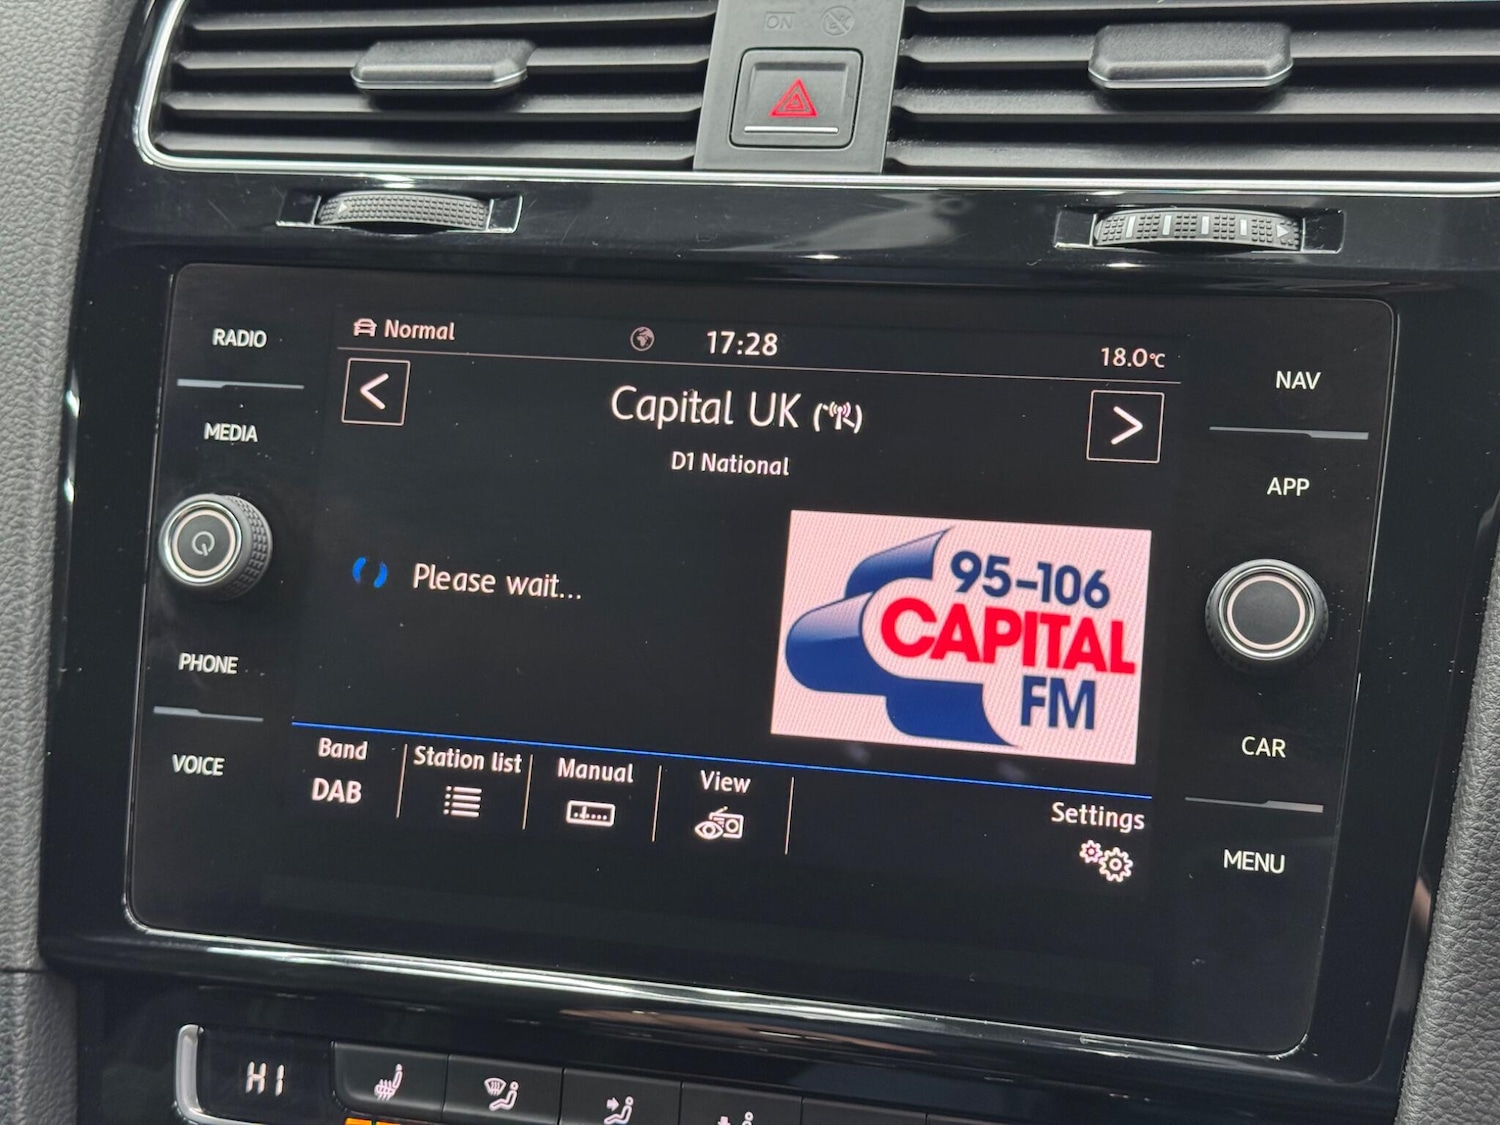 ON
RADIO
MEDIA
PHONE
VOICE
Normal
17:28
18.0°C
Capital UK
D1 National
Please wait...
95-106
CAPITAL
FM
Band
DAB
Station list
Manual
View
Settings
NAV
APP
CAR
MENU
HI